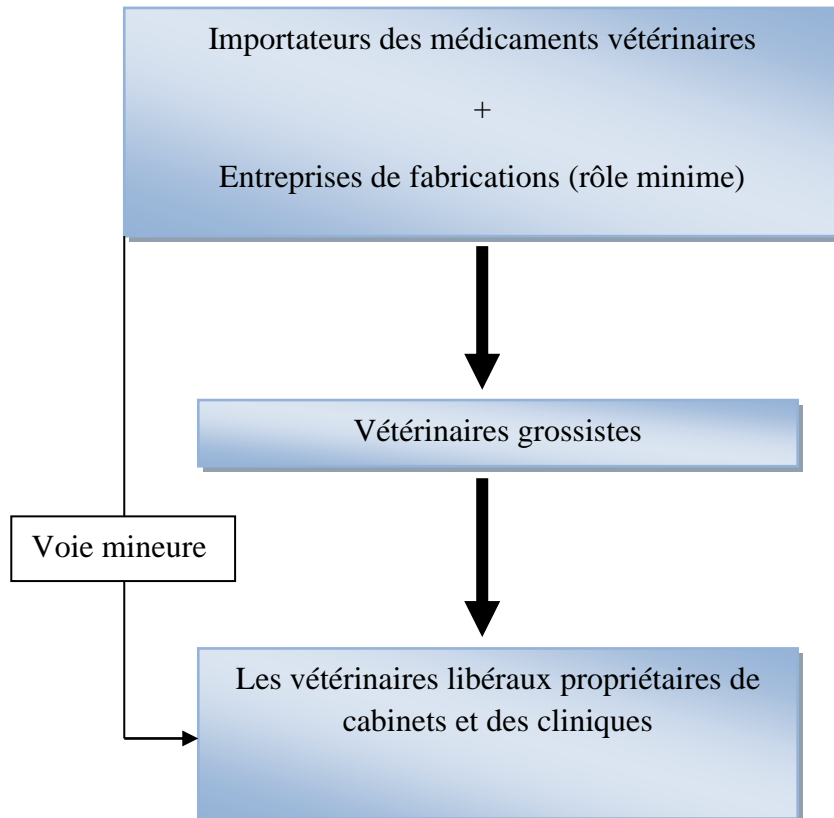 Importateurs des médicaments vétérinaires
+
Entreprises de fabrications (rôle minime)
Vétérinaires grossistes
Voie mineure
Les vétérinaires libéraux propriétaires de
cabinets et des cliniques